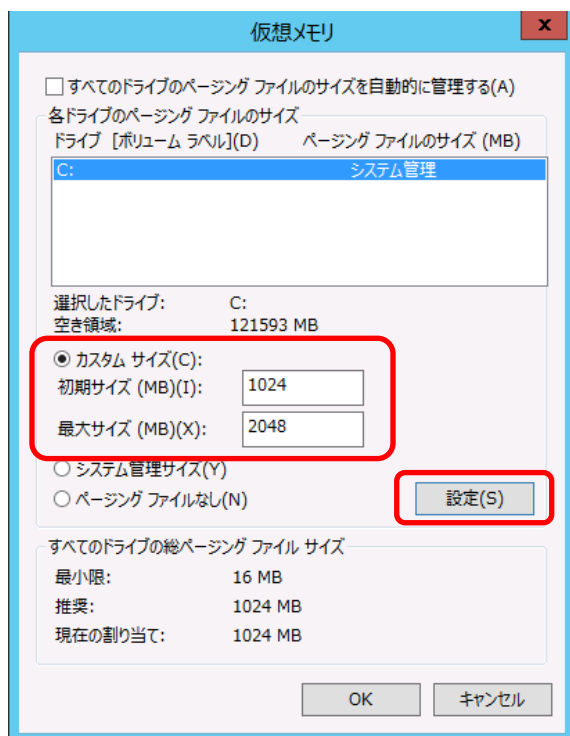 仮想メモリ
x
すべてのドライブのページング ファイルのサイズを自動的に管理する(A)
各ドライブのページング ファイルのサイズ
ドライブ [ボリューム ラベル](D) ページング ファイルのサイズ (MB)
C: システム管理
選択したドライブ: C:
空き領域: 121593 MB
カスタム サイズ(C):
初期サイズ (MB)(I): 1024
最大サイズ (MB)(X): 2048
システム管理サイズ(Y)
ページング ファイルなし(N) 設定(S)
すべてのドライブの総ページング ファイル サイズ
最小限: 16 MB
推奨: 1024 MB
現在の割り当て: 1024 MB
OK キャンセル